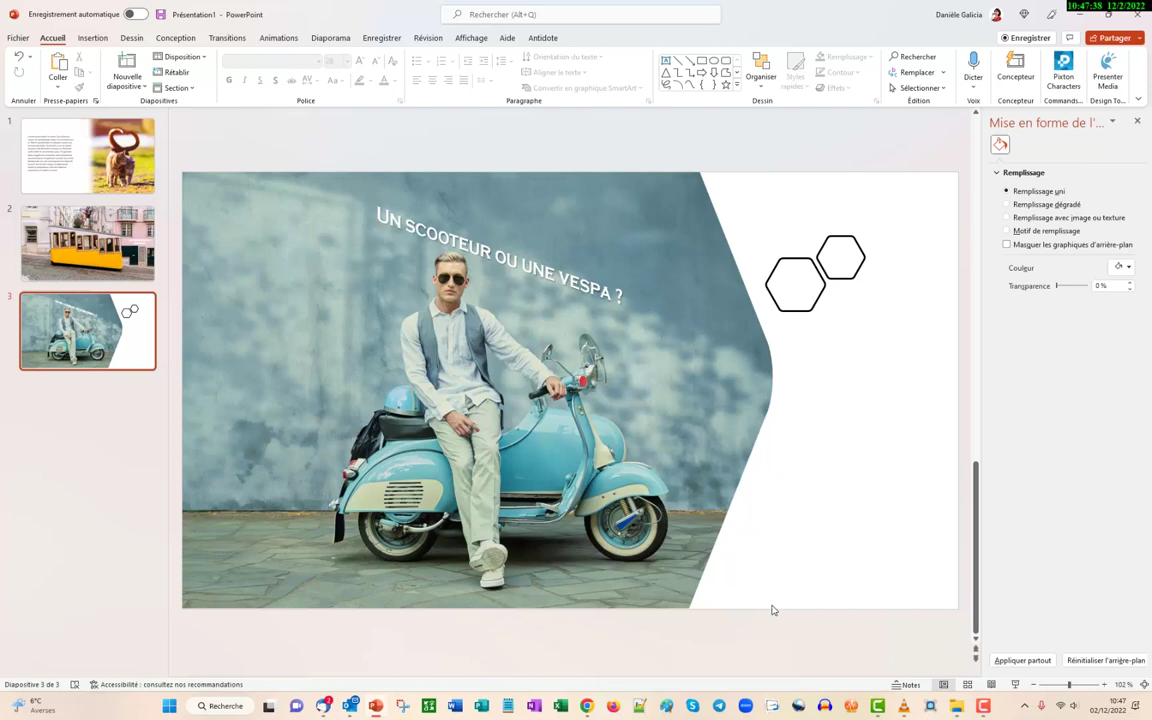 10:47:38 12/2/2022
Enregistrement automatique
Présentation1 - PowerPoint
Rechercher (Alt+Q)
Danièle Galicia
Fichier Accueil Insertion Dessin Conception Transitions Animations Diaporama Enregistrer Révision Affichage Aide Antidote
Enregistrer
Partager
Coller
Nouvelle diapositive
Disposition
Rétablir
Section
G I S S
Aa
Orientation du texte
Aligner le texte
Convertir en graphique SmartArt
Organiser
Styles rapides
Remplissage
Contour
Effets
Rechercher
Remplacer
Sélectionner
Dicter
Concepteur
Pixton Characters
Presenter Media
Annuler
Presse-papiers
Diapositives
Police
Paragraphe
Dessin
Édition
Voix
Concepteur
Commands...
Design To...
1
2
3
Un scooteur ou une vespa ?
Mise en forme de l'...
Remplissage
Remplissage uni
Remplissage dégradé
Remplissage avec image ou texture
Motif de remplissage
Masquer les graphiques d'arrière-plan
Couleur
Transparence
0 %
Appliquer partout
Réinitialiser l'arrière-plan
Diapositive 3 de 3
Accessibilité : consultez nos recommandations
Notes
102 %
6°C
Averses
Recherche
10:47
02/12/2022